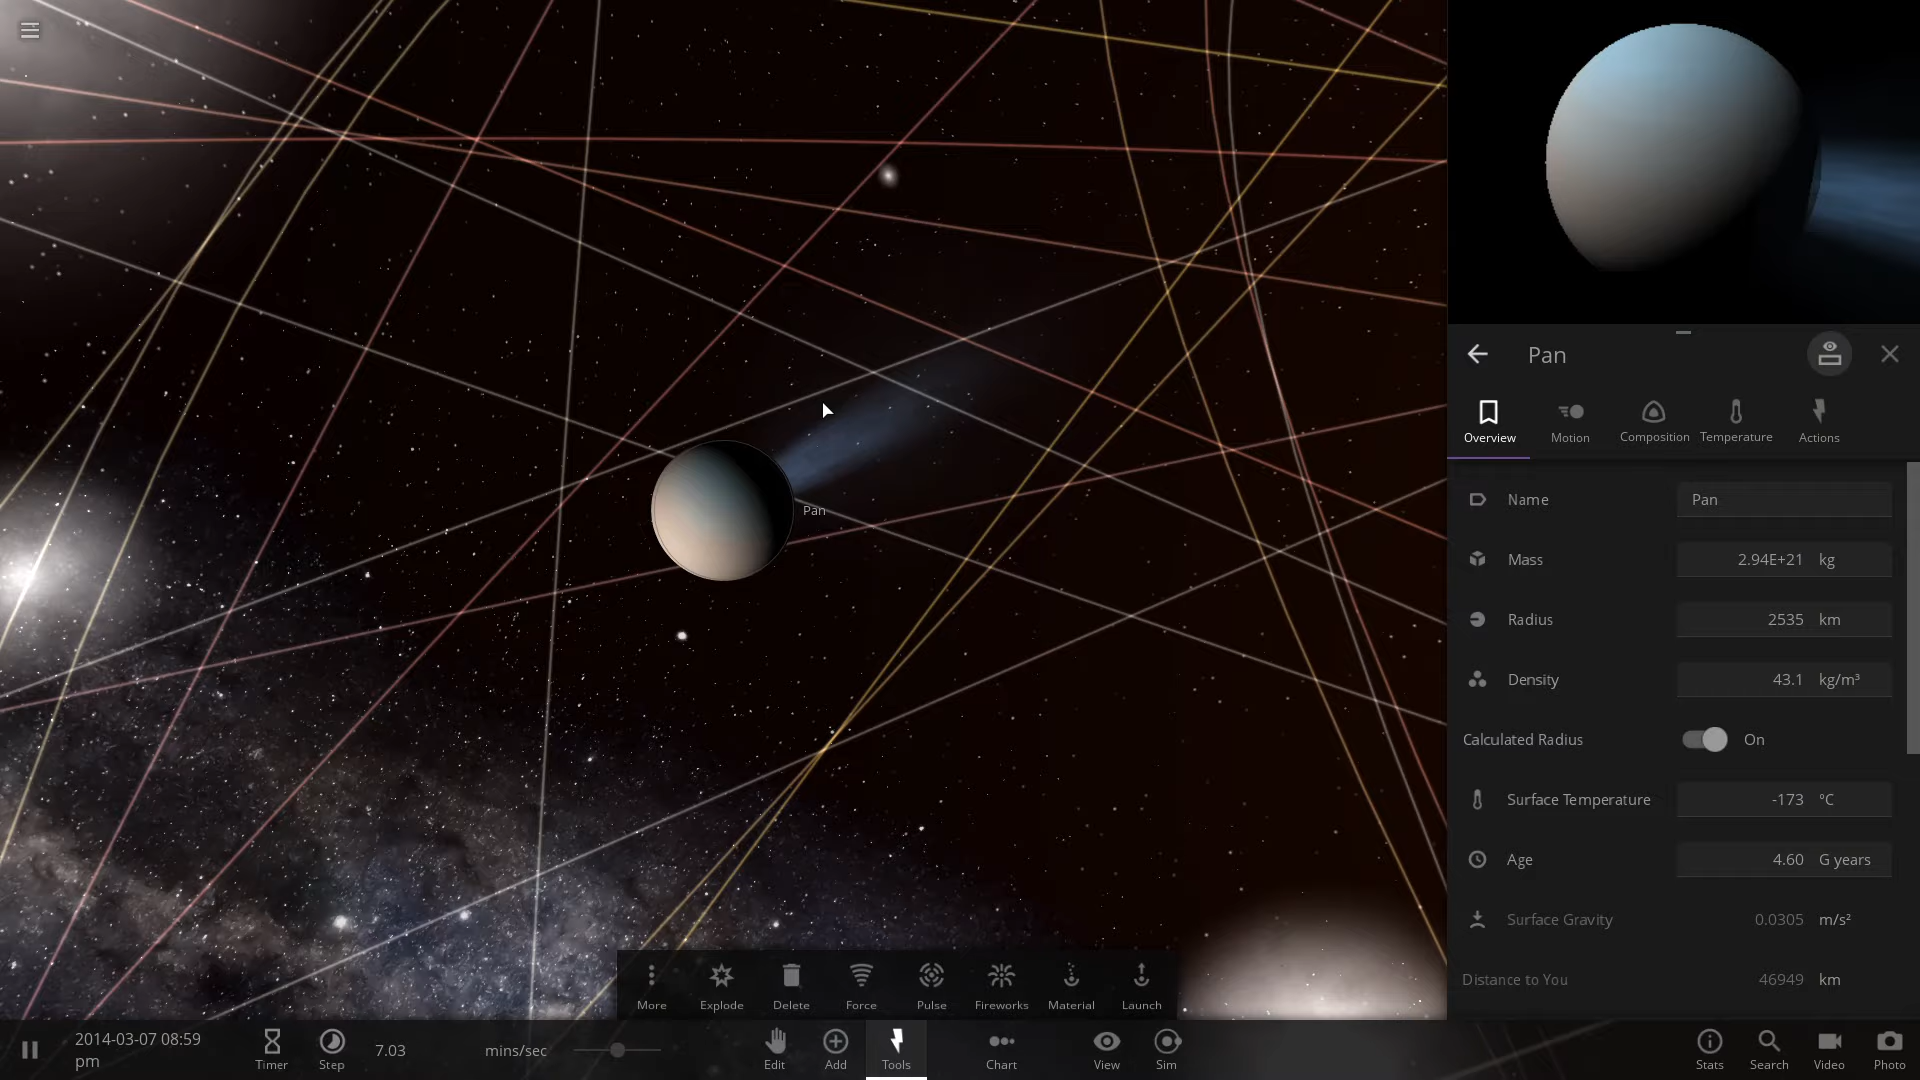 Pan
Overview
Motion
Composition
Temperature
Actions
Name
Pan
Mass
2.94E+21 kg
Radius
2535 km
Density
43.1 kg/m³
Calculated Radius
On
Surface Temperature
-173 °C
Age
4.60 G years
Surface Gravity
0.0305 m/s²
Distance to You
46949 km
Pan
More
Explode
Delete
Force
Pulse
Fireworks
Material
Launch
2014-03-07 08:59
pm
Timer
Step
7.03
mins/sec
Edit
Add
Tools
Chart
View
Sim
Stats
Search
Video
Photo